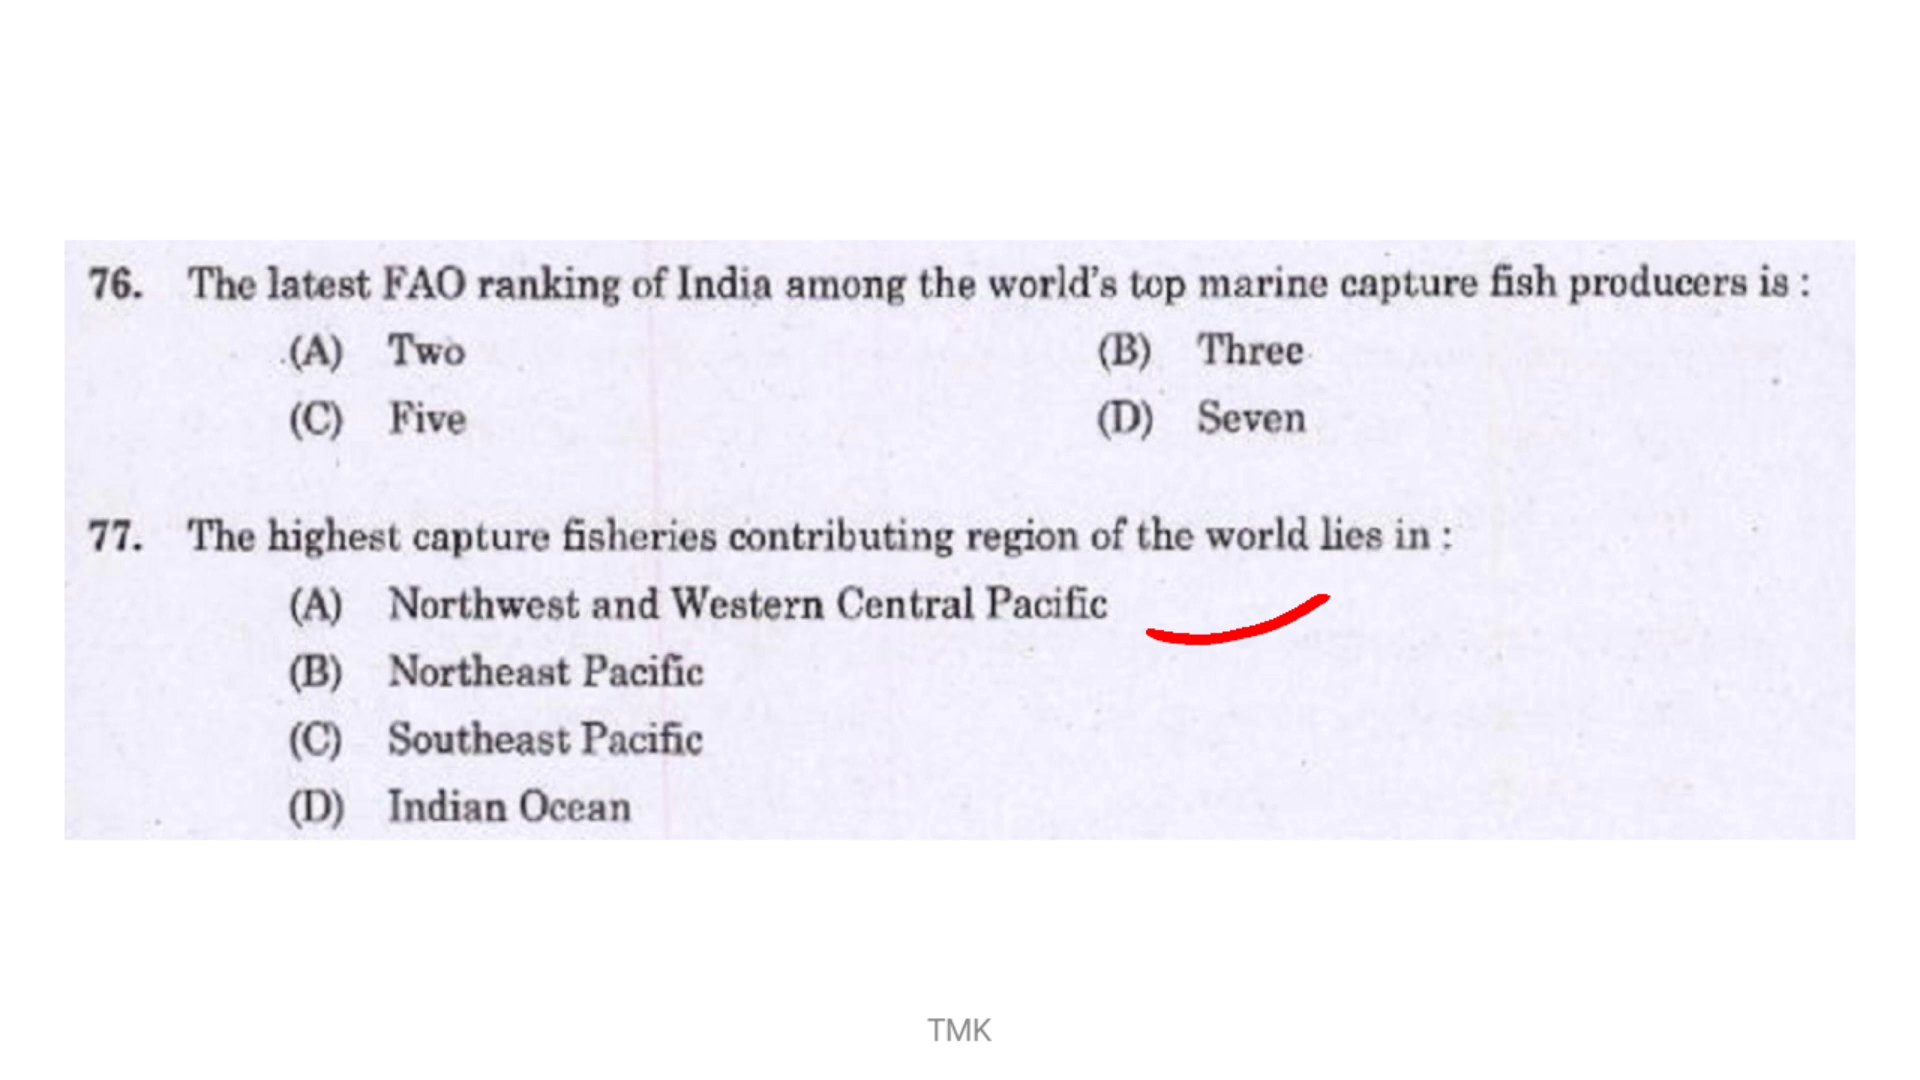 76. The latest FAO ranking of India among the world's top marine capture fish producers is :
(A) Two (B) Three
(C) Five (D) Seven
77. The highest capture fisheries contributing region of the world lies in :
(A) Northwest and Western Central Pacific
(B) Northeast Pacific
(C) Southeast Pacific
(D) Indian Ocean
TMK